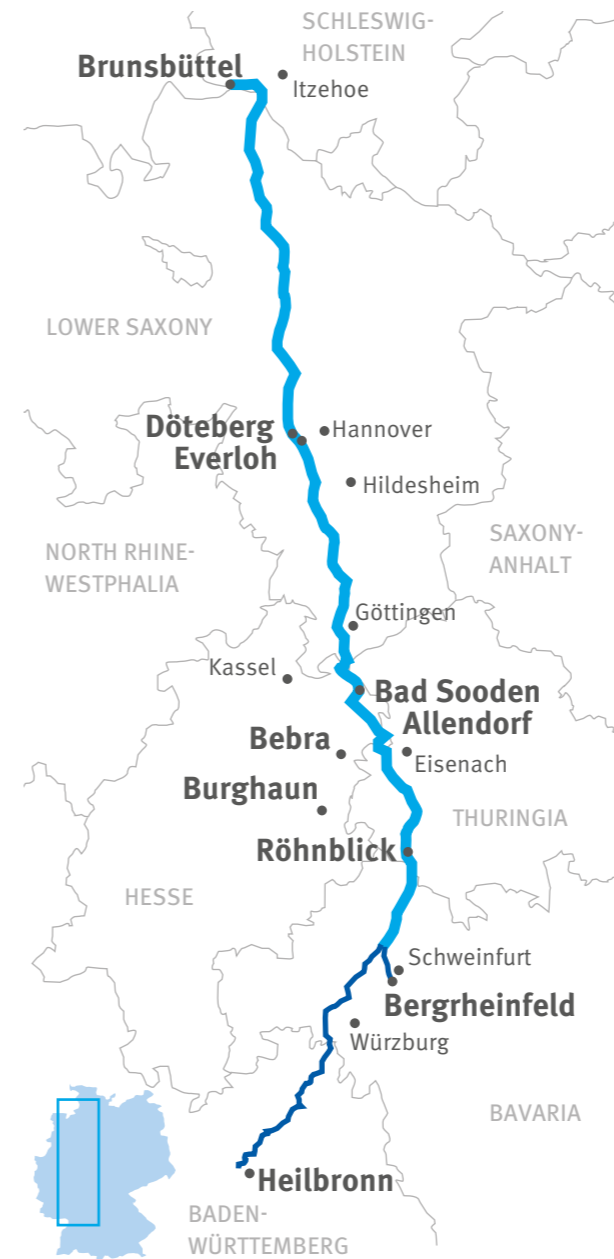 SCHLESWIG-
HOLSTEIN
Brunsbüttel
Itzehoe
LOWER SAXONY
Döteberg
Everloh
Hannover
Hildesheim
NORTH RHINE-
WESTPHALIA
SAXONY-
ANHALT
Göttingen
Kassel
Bad Sooden
Allendorf
Bebra
Eisenach
Burghaun
THURINGIA
Röhnblick
HESSE
Schweinfurt
Bergrheinfeld
Würzburg
BAVARIA
Heilbronn
BADEN-
WÜRTTEMBERG